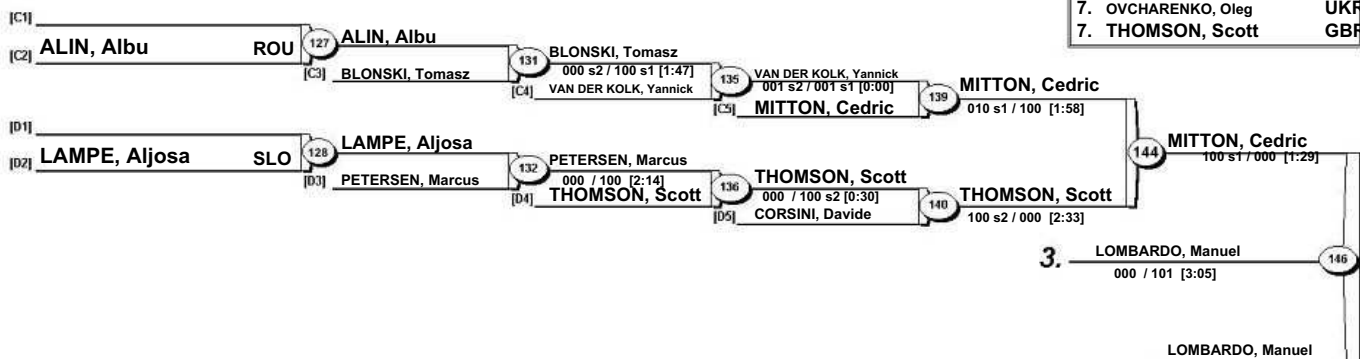 7. OVCHARENKO, Oleg UKR
7. THOMSON, Scott GBR
[C1]
[C2] ALIN, Albu ROU
127
ALIN, Albu
[C3] BLONSKI, Tomasz
131
BLONSKI, Tomasz
000 s2 / 100 s1 [1:47]
[C4] VAN DER KOLK, Yannick
135
VAN DER KOLK, Yannick
001 s2 / 001 s1 [0:00]
[C5] MITTON, Cedric
139
MITTON, Cedric
010 s1 / 100 [1:58]
[D1]
[D2] LAMPE, Aljosa SLO
128
LAMPE, Aljosa
[D3] PETERSEN, Marcus
132
PETERSEN, Marcus
000 / 100 [2:14]
[D4] THOMSON, Scott
136
THOMSON, Scott
000 / 100 s2 [0:30]
[D5] CORSINI, Davide
140
THOMSON, Scott
100 s2 / 000 [2:33]
144
MITTON, Cedric
100 s1 / 000 [1:29]
3. LOMBARDO, Manuel
000 / 101 [3:05]
146
LOMBARDO, Manuel